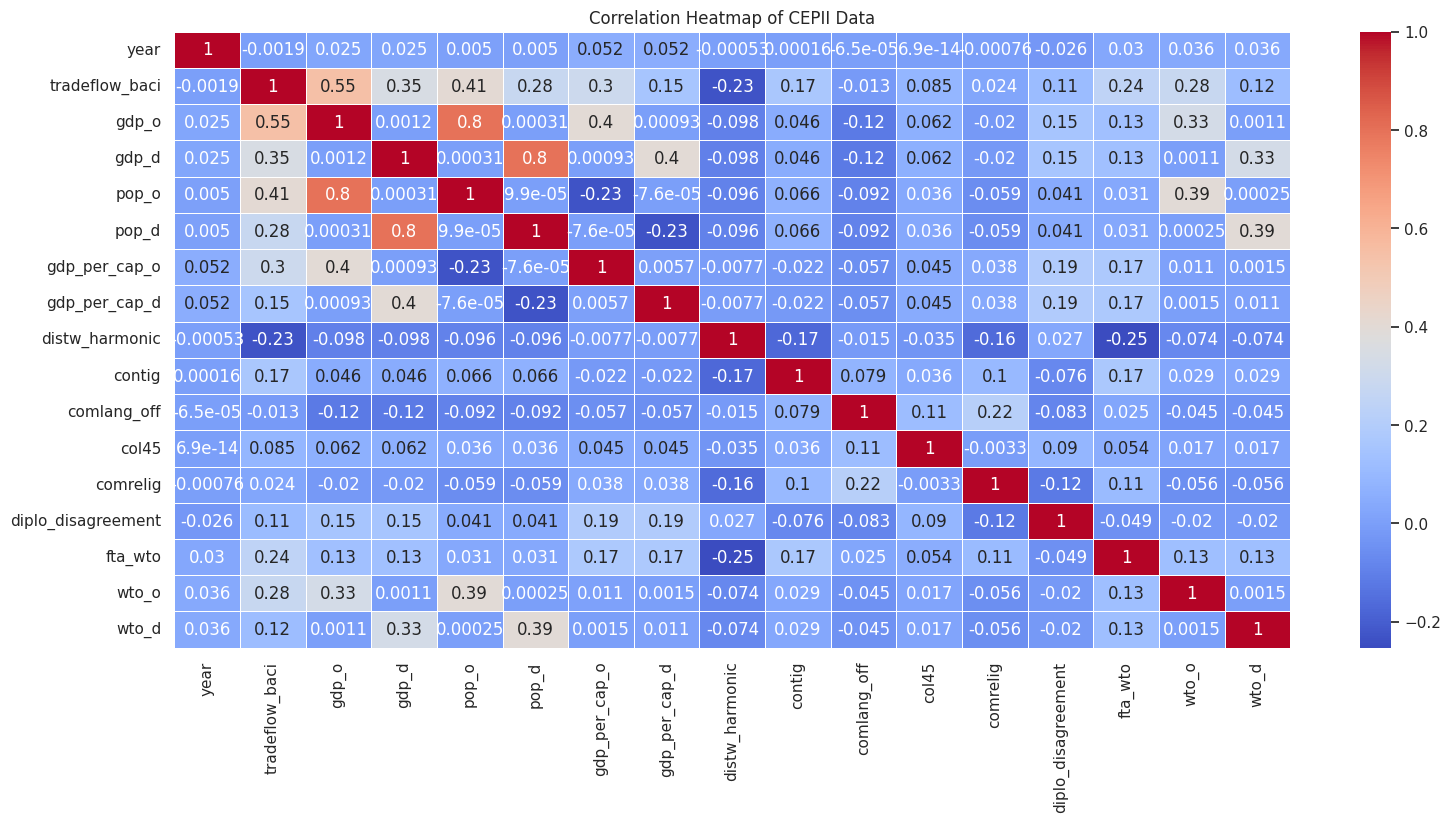 Correlation Heatmap of CEPII Data
year 1 -0.0019 0.025 0.025 0.005 0.005 0.052 0.052 -0.00053 0.00016 -6.5e-05 6.9e-14 -0.00076 -0.026 0.03 0.036 0.036
tradeflow_baci -0.0019 1 0.55 0.35 0.41 0.28 0.3 0.15 -0.23 0.17 -0.013 0.085 0.024 0.11 0.24 0.28 0.12
gdp_o 0.025 0.55 1 0.0012 0.8 0.00031 0.4 0.00093 -0.098 0.046 -0.12 0.062 -0.02 0.15 0.13 0.33 0.0011
gdp_d 0.025 0.35 0.0012 1 0.00031 0.8 0.00093 0.4 -0.098 0.046 -0.12 0.062 -0.02 0.15 0.13 0.0011 0.33
pop_o 0.005 0.41 0.8 0.00031 1 9.9e-05 -0.23 -7.6e-05 -0.096 0.066 -0.092 0.036 -0.059 0.041 0.031 0.39 0.00025
pop_d 0.005 0.28 0.00031 0.8 9.9e-05 1 -7.6e-05 -0.23 -0.096 0.066 -0.092 0.036 -0.059 0.041 0.031 0.00025 0.39
gdp_per_cap_o 0.052 0.3 0.4 0.00093 -0.23 -7.6e-05 1 0.0057 -0.0077 -0.022 -0.057 0.045 0.038 0.19 0.17 0.011 0.0015
gdp_per_cap_d 0.052 0.15 0.00093 0.4 -7.6e-05 -0.23 0.0057 1 -0.0077 -0.022 -0.057 0.045 0.038 0.19 0.17 0.0015 0.011
distw_harmonic -0.00053 -0.23 -0.098 -0.098 -0.096 -0.096 -0.0077 -0.0077 1 -0.17 -0.015 -0.035 -0.16 0.027 -0.25 -0.074 -0.074
contig 0.00016 0.17 0.046 0.046 0.066 0.066 -0.022 -0.022 -0.17 1 0.079 0.036 0.1 -0.076 0.17 0.029 0.029
comlang_off -6.5e-05 -0.013 -0.12 -0.12 -0.092 -0.092 -0.057 -0.057 -0.015 0.079 1 0.11 0.22 -0.083 0.025 -0.045 -0.045
col45 6.9e-14 0.085 0.062 0.062 0.036 0.036 0.045 0.045 -0.035 0.036 0.11 1 -0.0033 0.09 0.054 0.017 0.017
comrelig -0.00076 0.024 -0.02 -0.02 -0.059 -0.059 0.038 0.038 -0.16 0.1 0.22 -0.0033 1 -0.12 0.11 -0.056 -0.056
diplo_disagreement -0.026 0.11 0.15 0.15 0.041 0.041 0.19 0.19 0.027 -0.076 -0.083 0.09 -0.12 1 -0.049 -0.02 -0.02
fta_wto 0.03 0.24 0.13 0.13 0.031 0.031 0.17 0.17 -0.25 0.17 0.025 0.054 0.11 -0.049 1 0.13 0.13
wto_o 0.036 0.28 0.33 0.0011 0.39 0.00025 0.011 0.0015 -0.074 0.029 -0.045 0.017 -0.056 -0.02 0.13 1 0.0015
wto_d 0.036 0.12 0.0011 0.33 0.00025 0.39 0.0015 0.011 -0.074 0.029 -0.045 0.017 -0.056 -0.02 0.13 0.0015 1
year tradeflow_baci gdp_o gdp_d pop_o pop_d gdp_per_cap_o gdp_per_cap_d distw_harmonic contig comlang_off col45 comrelig diplo_disagreement fta_wto wto_o wto_d
1.0
0.8
0.6
0.4
0.2
0.0
−0.2